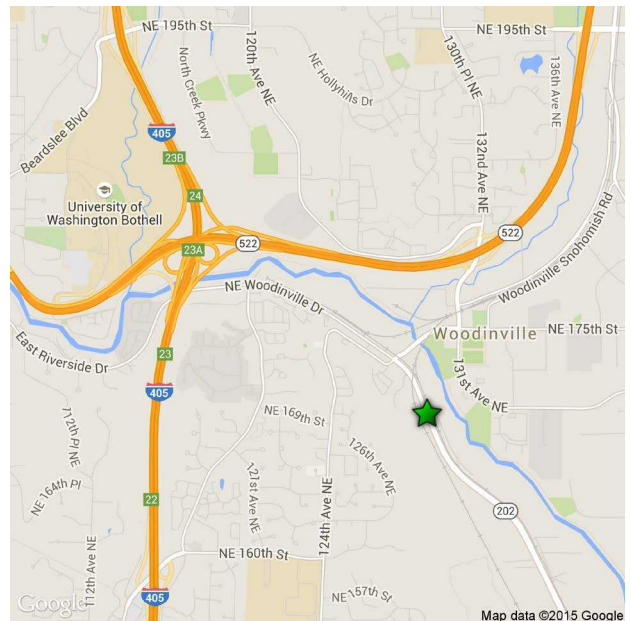 NE 195th St
NE 195th St
120th Ave NE
North Creek Pkwy
NE Hollyhills Dr
130th Pl NE
136th Ave NE
132nd Ave NE
Beardslee Blvd
405
23B
24
University of
Washington Bothell
23A
522
522
Woodinville Snohomish Rd
NE Woodinville Dr
Woodinville
NE 175th St
East Riverside Dr
23
131st Ave NE
405
NE 169th St
112th Pl NE
126th Ave NE
NE 164th Pl
121st Ave NE
124th Ave NE
22
202
112th Ave NE
NE 160th St
NE 157th St
405
Google
Map data ©2015 Google